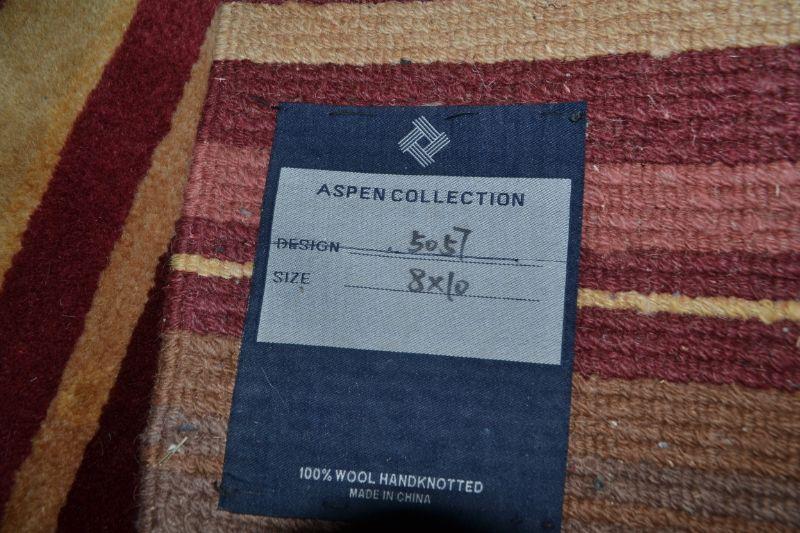 ASPEN COLLECTION
DESIGN 5057
SIZE 8x10
100% WOOL HANDKNOTTED
MADE IN CHINA